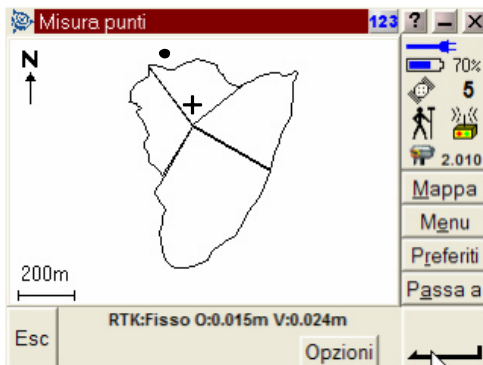 Misura punti
123
? – X
N
70%
5
2.010
Mappa
Menu
Preferiti
Passa a
200m
RTK:Fisso O:0.015m V:0.024m
Esc
Opzioni